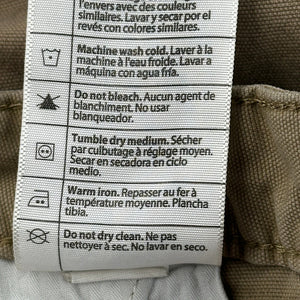 l'envers avec des couleurs
similaires. Lavar y secar por el
revés con colores similares.
Machine wash cold. Laver à la
machine à l'eau froide. Lavar a
máquina con agua fría.
Do not bleach. Aucun agent de
blanchiment. No usar
blanqueador.
Tumble dry medium. Sécher
par culbutage à réglage moyen.
Secar en secadora en ciclo
medio.
Warm iron. Repasser au fer à
température moyenne. Plancha
tibia.
Do not dry clean. Ne pas
nettoyer à sec. No lavar en seco.